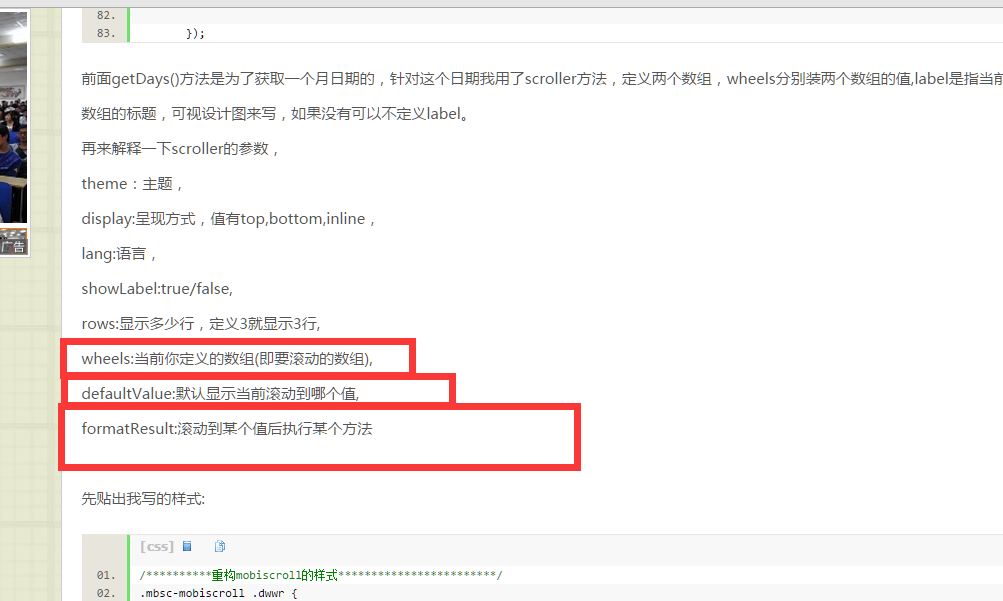 82.
83. });
前面getDays()方法是为了获取一个月日期的，针对这个日期我用了scroller方法，定义两个数组，wheels分别装两个数组的值,label是指当前
数组的标题，可视设计图来写，如果没有可以不定义label。
再来解释一下scroller的参数，
theme：主题，
display:呈现方式，值有top,bottom,inline，
lang:语言，
showLabel:true/false,
rows:显示多少行，定义3就显示3行,
wheels:当前你定义的数组(即要滚动的数组),
defaultValue:默认显示当前滚动到哪个值,
formatResult:滚动到某个值后执行某个方法
广告
先贴出我写的样式:
[css]
01. /**********重构mobiscroll的样式************************/
02. .mbsc-mobiscroll .dwwr {